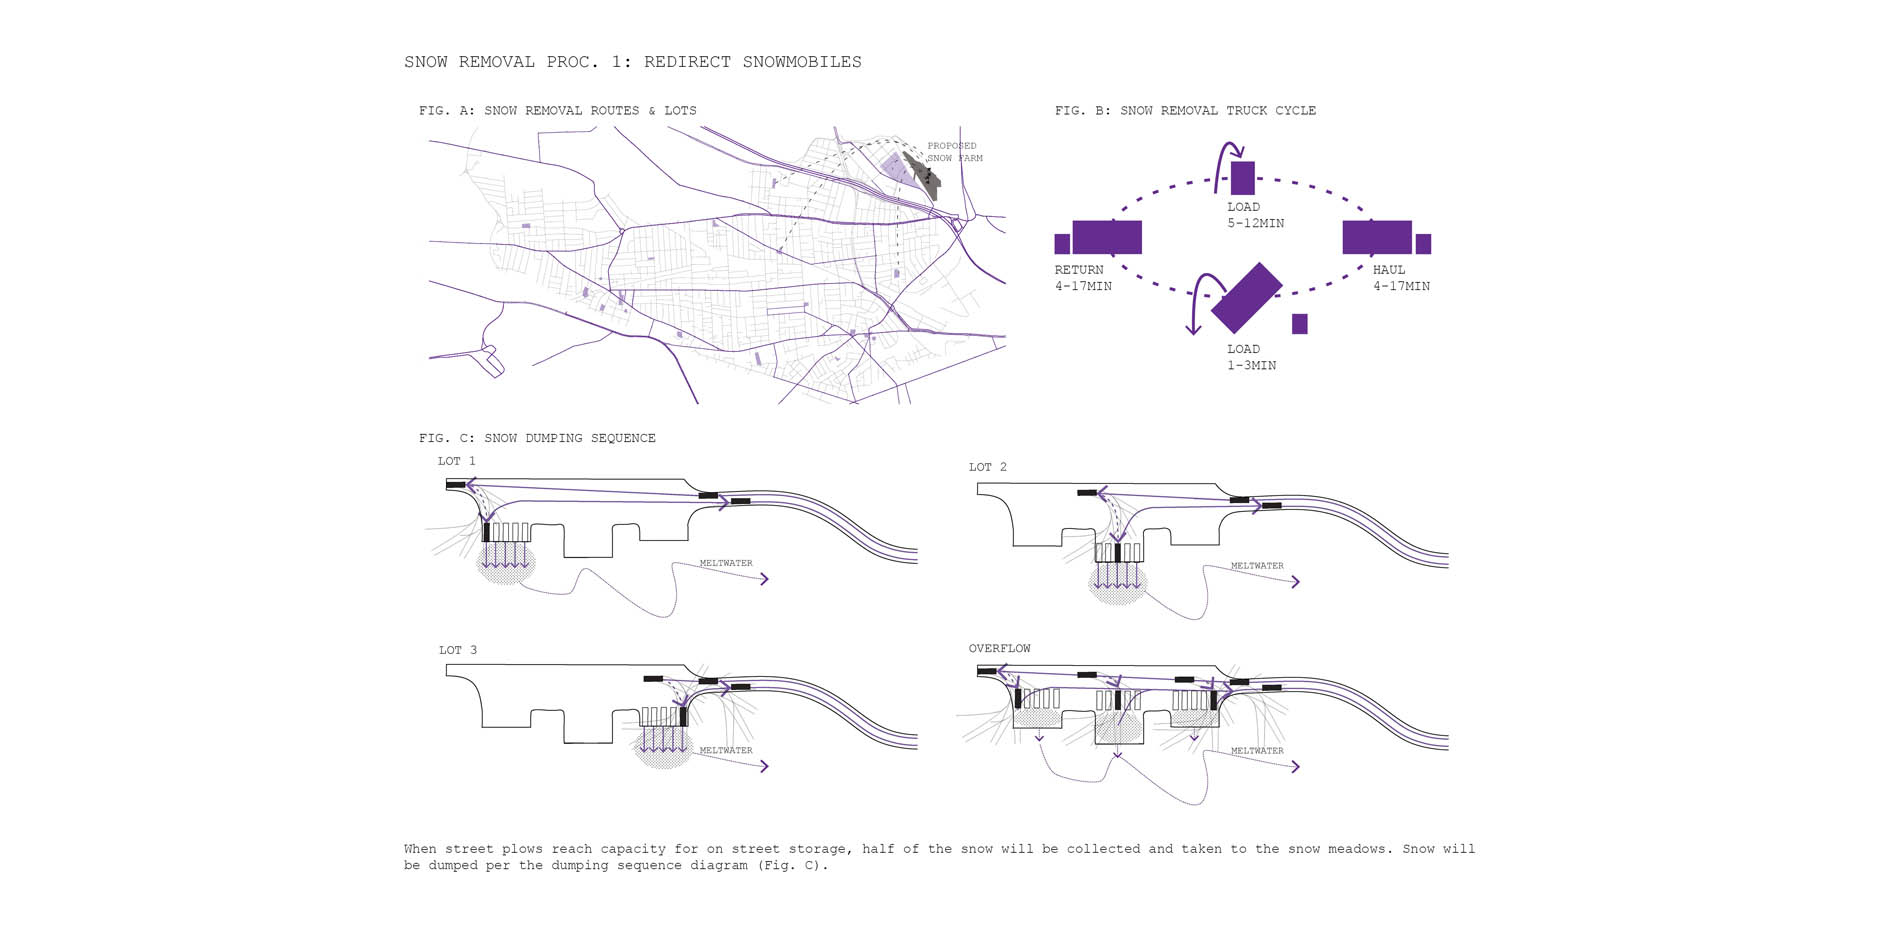 SNOW REMOVAL PROC. 1: REDIRECT SNOWMOBILES
FIG. A: SNOW REMOVAL ROUTES & LOTS
PROPOSED
SNOW FARM
FIG. B: SNOW REMOVAL TRUCK CYCLE
LOAD
5-12MIN
RETURN
4-17MIN
HAUL
4-17MIN
LOAD
1-3MIN
FIG. C: SNOW DUMPING SEQUENCE
LOT 1
MELTWATER
LOT 2
MELTWATER
LOT 3
MELTWATER
OVERFLOW
MELTWATER
When street plows reach capacity for on street storage, half of the snow will be collected and taken to the snow meadows. Snow will
be dumped per the dumping sequence diagram (Fig. C).